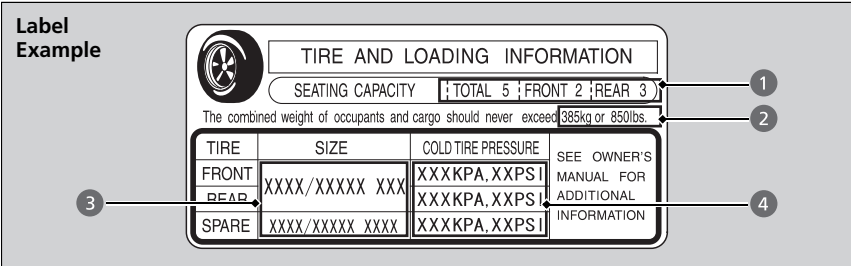 Label
Example
TIRE AND LOADING INFORMATION
SEATING CAPACITY TOTAL 5 FRONT 2 REAR 3
1
The combined weight of occupants and cargo should never exceed 385kg or 850lbs.
2
TIRE SIZE COLD TIRE PRESSURE
SEE OWNER'S
MANUAL FOR
ADDITIONAL
INFORMATION
FRONT XXXX/XXXXX XXX XXXKPA, XXPSI
REAR XXXKPA, XXPSI
SPARE XXXX/XXXXX XXXX XXXKPA, XXPSI
3
4